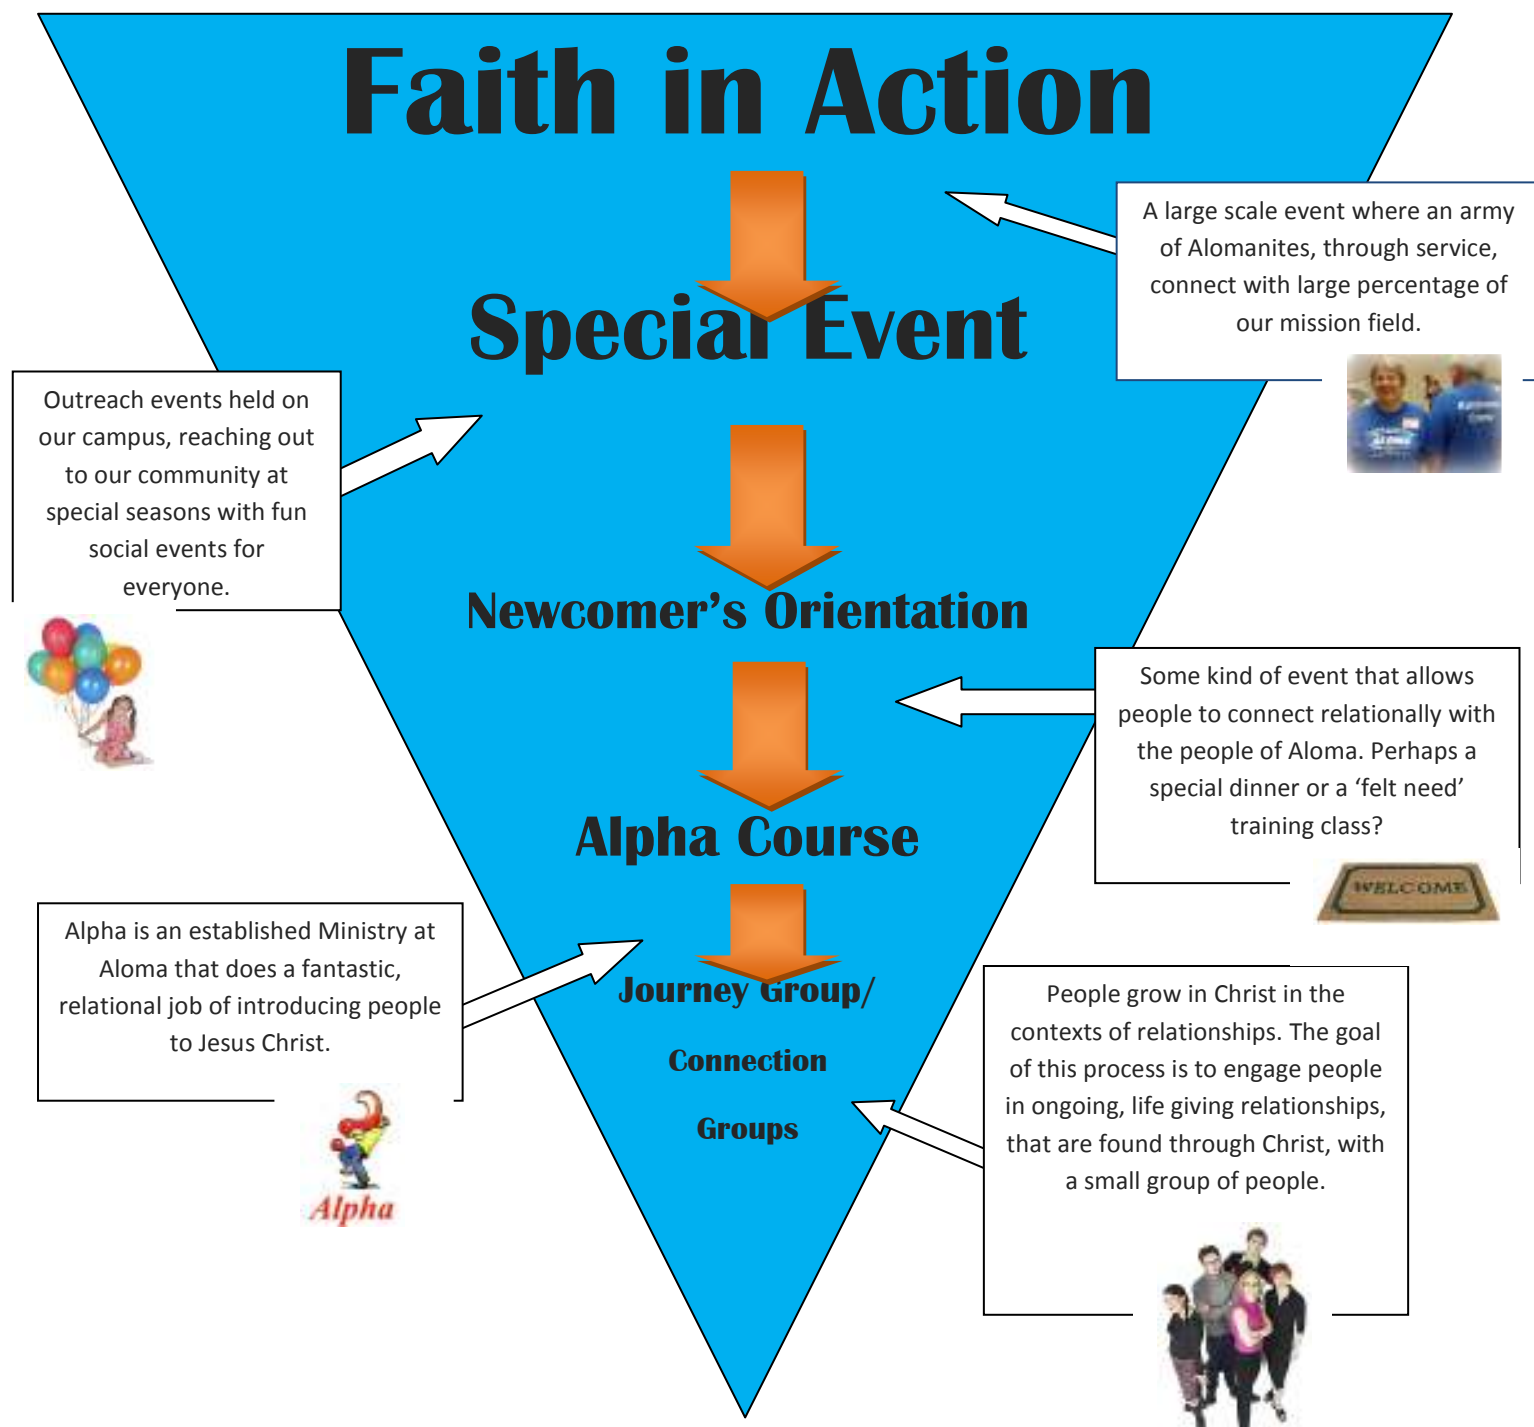 Faith in Action
A large scale event where an army
of Alomanites, through service,
connect with large percentage of
our mission field.
Special Event
Outreach events held on
our campus, reaching out
to our community at
special seasons with fun
social events for
everyone.
Newcomer’s Orientation
Some kind of event that allows
people to connect relationally with
the people of Aloma. Perhaps a
special dinner or a ‘felt need’
training class?
WELCOME
Alpha Course
Alpha is an established Ministry at
Aloma that does a fantastic,
relational job of introducing people
to Jesus Christ.
Alpha
Journey Group/
Connection
Groups
People grow in Christ in the
contexts of relationships. The goal
of this process is to engage people
in ongoing, life giving relationships,
that are found through Christ, with
a small group of people.